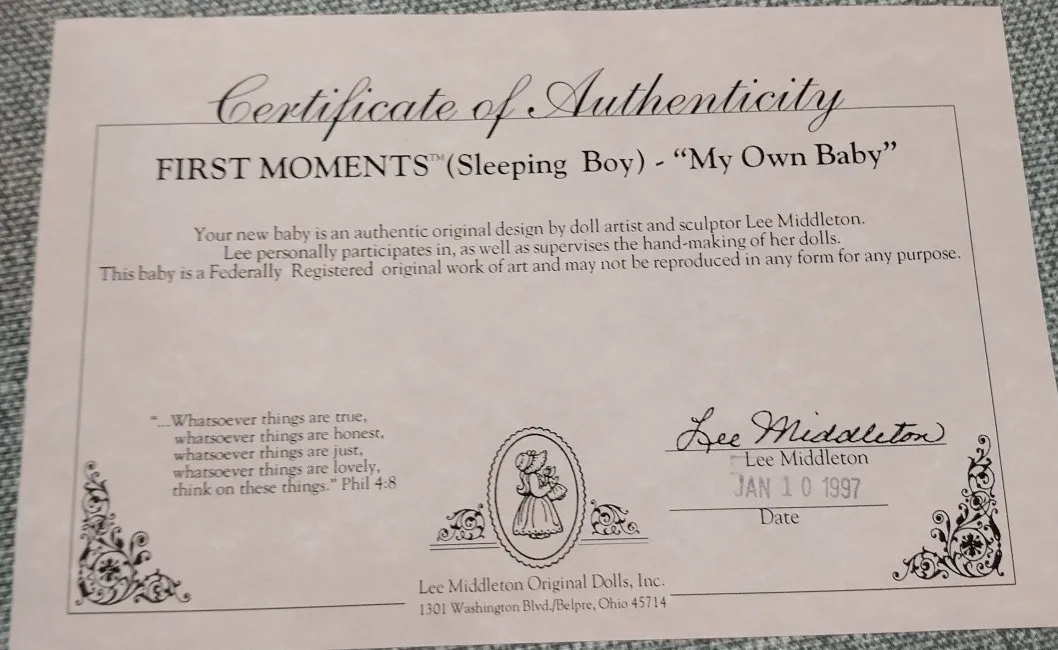 Certificate of Authenticity
FIRST MOMENTS™ (Sleeping Boy) - “My Own Baby”
Your new baby is an authentic original design by doll artist and sculptor Lee Middleton.
Lee personally participates in, as well as supervises the hand-making of her dolls.
This baby is a Federally Registered original work of art and may not be reproduced in any form for any purpose.
“...Whatsoever things are true,
whatsoever things are honest,
whatsoever things are just,
whatsoever things are lovely,
think on these things.” Phil 4:8
Lee Middleton
Lee Middleton
JAN 10 1997
Date
Lee Middleton Original Dolls, Inc.
1301 Washington Blvd./Belpre, Ohio 45714